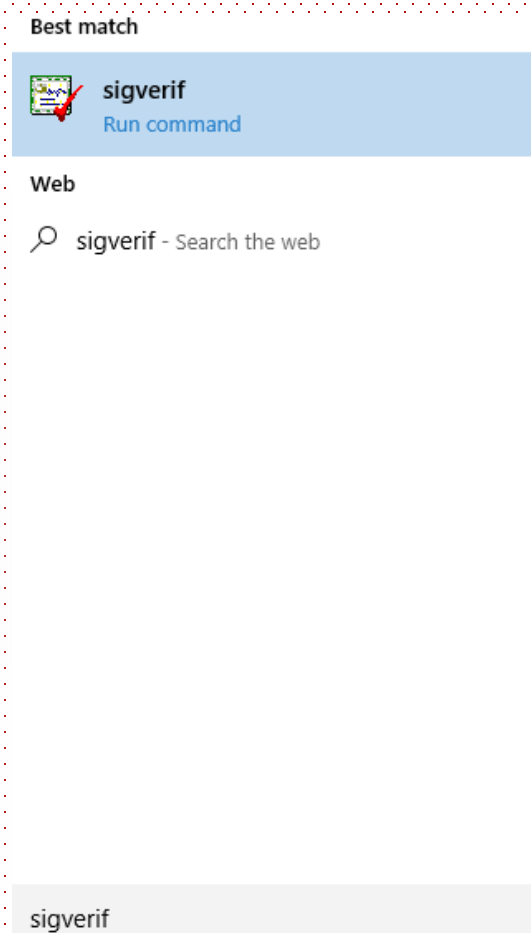 Best match
sigverif
Run command
Web
sigverif - Search the web
sigverif